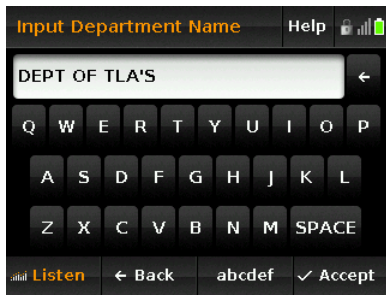 Input Department Name Help
DEPT OF TLA'S ←
Q W E R T Y U I O P
A S D F G H J K L
Z X C V B N M SPACE
Listen ← Back abcdef ✓ Accept